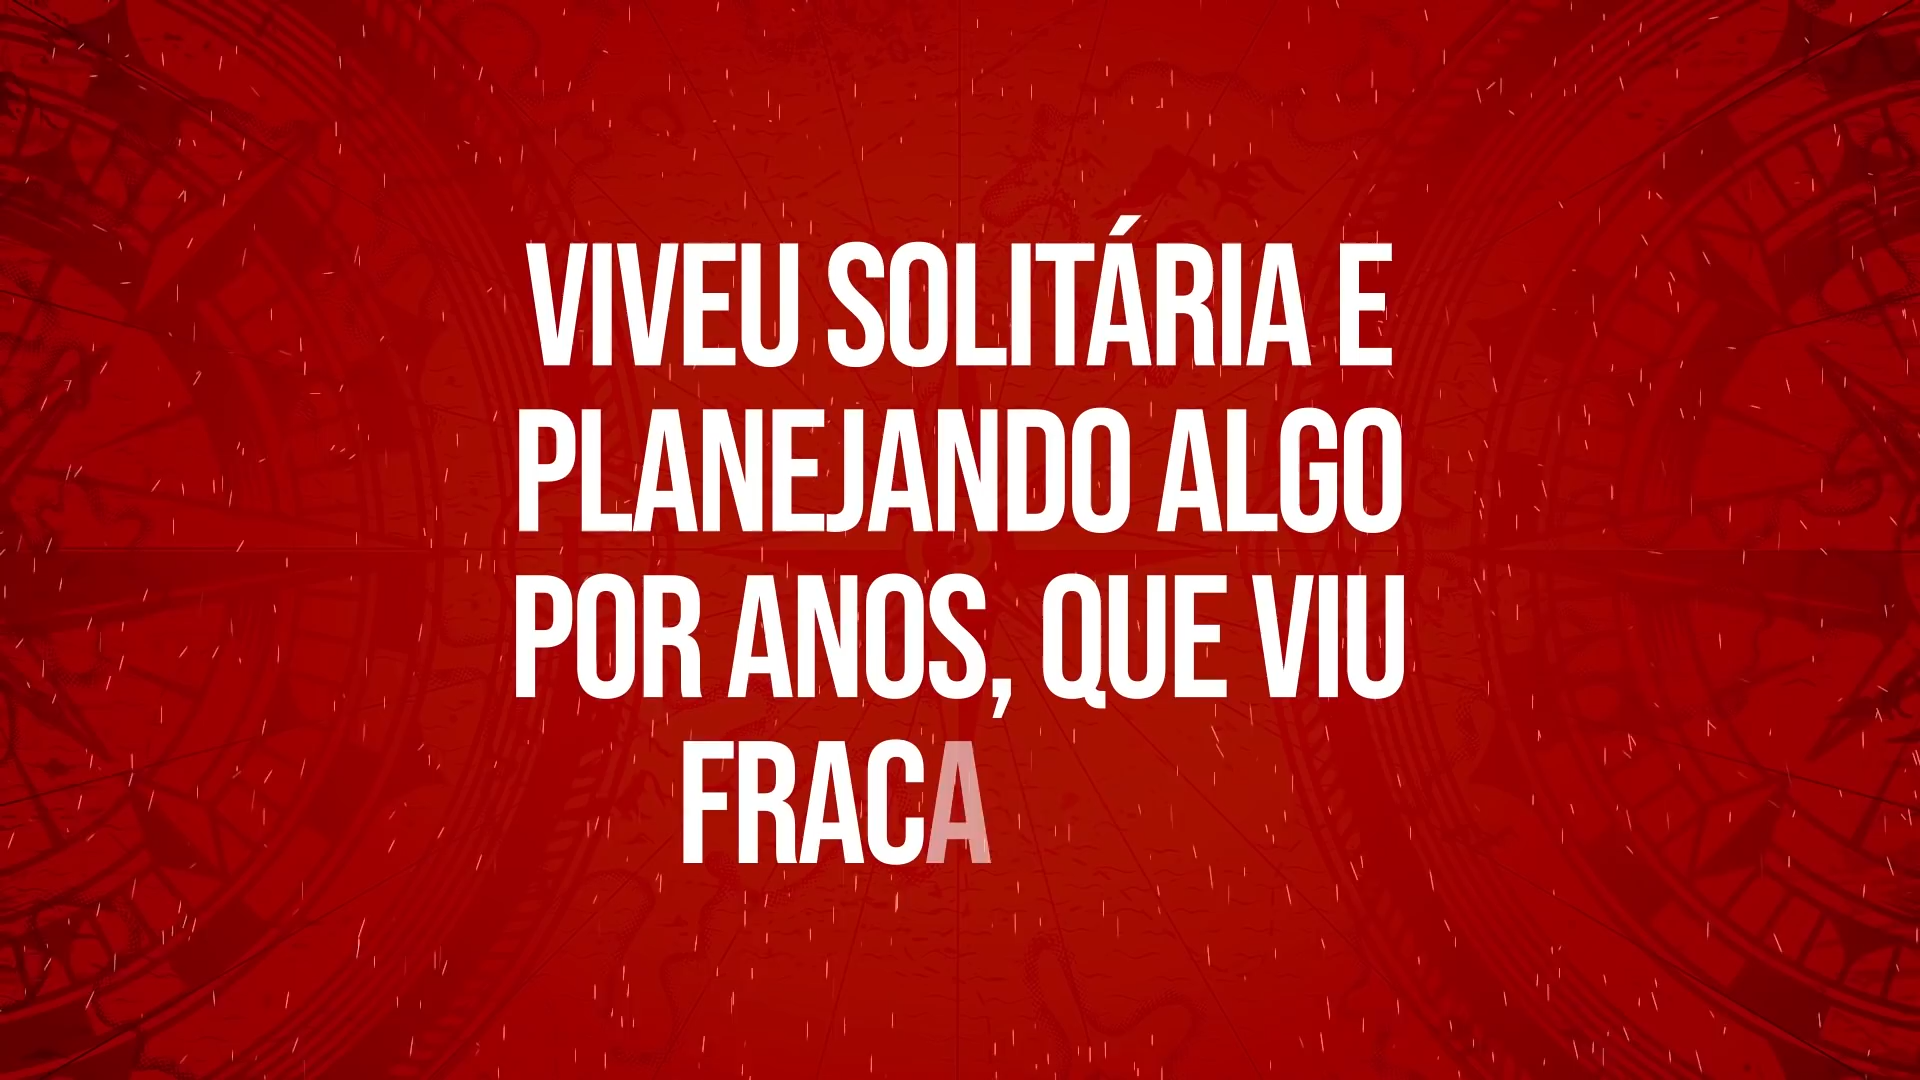 VIVEU SOLITÁRIA E
PLANEJANDO ALGO
POR ANOS, QUE VIU
FRACA